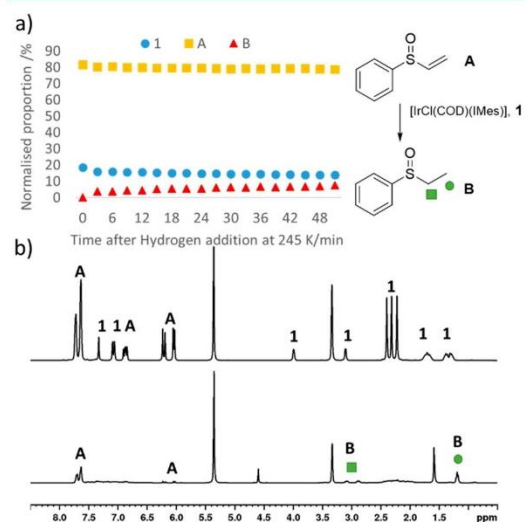 a)
1 A B
Normalised proportion /%
90
80
70
60
50
40
30
20
10
0
0 6 12 18 24 30 36 42 48
Time after Hydrogen addition at 245 K/min
O
S
A
[IrCl(COD)(IMes)], 1
O
S
B
b)
A 1 1 A A 1 1 1 1 1
A A B B
8.0 7.5 7.0 6.5 6.0 5.5 5.0 4.5 4.0 3.5 3.0 2.5 2.0 1.5 ppm